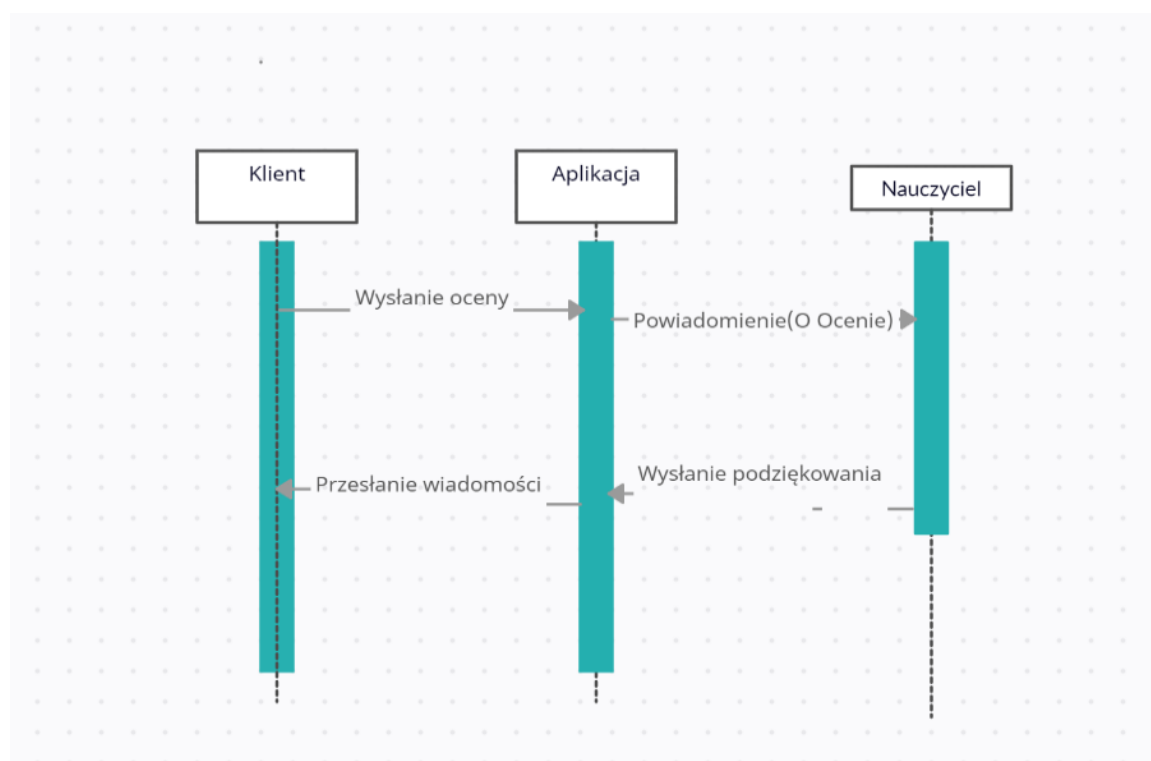 Klient
Aplikacja
Nauczyciel
Wysłanie oceny
Powiadomienie(O Ocenie)
Wysłanie podziękowania
Przesłanie wiadomości